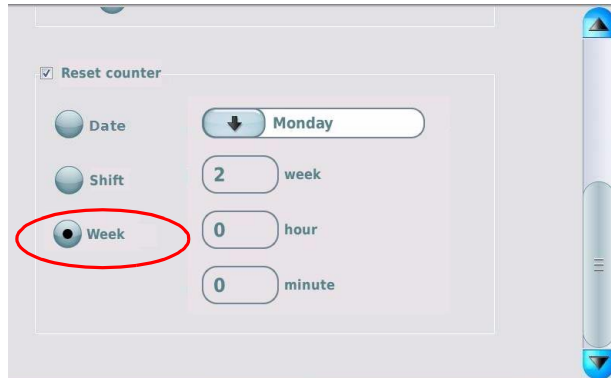 Reset counter
Date
Monday
Shift
2 week
Week
0 hour
0 minute